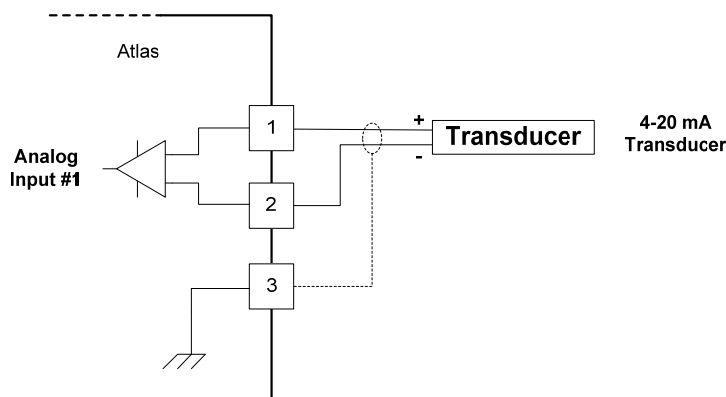 Atlas
Analog
Input #1
1
2
3
+
-
Transducer
4-20 mA
Transducer